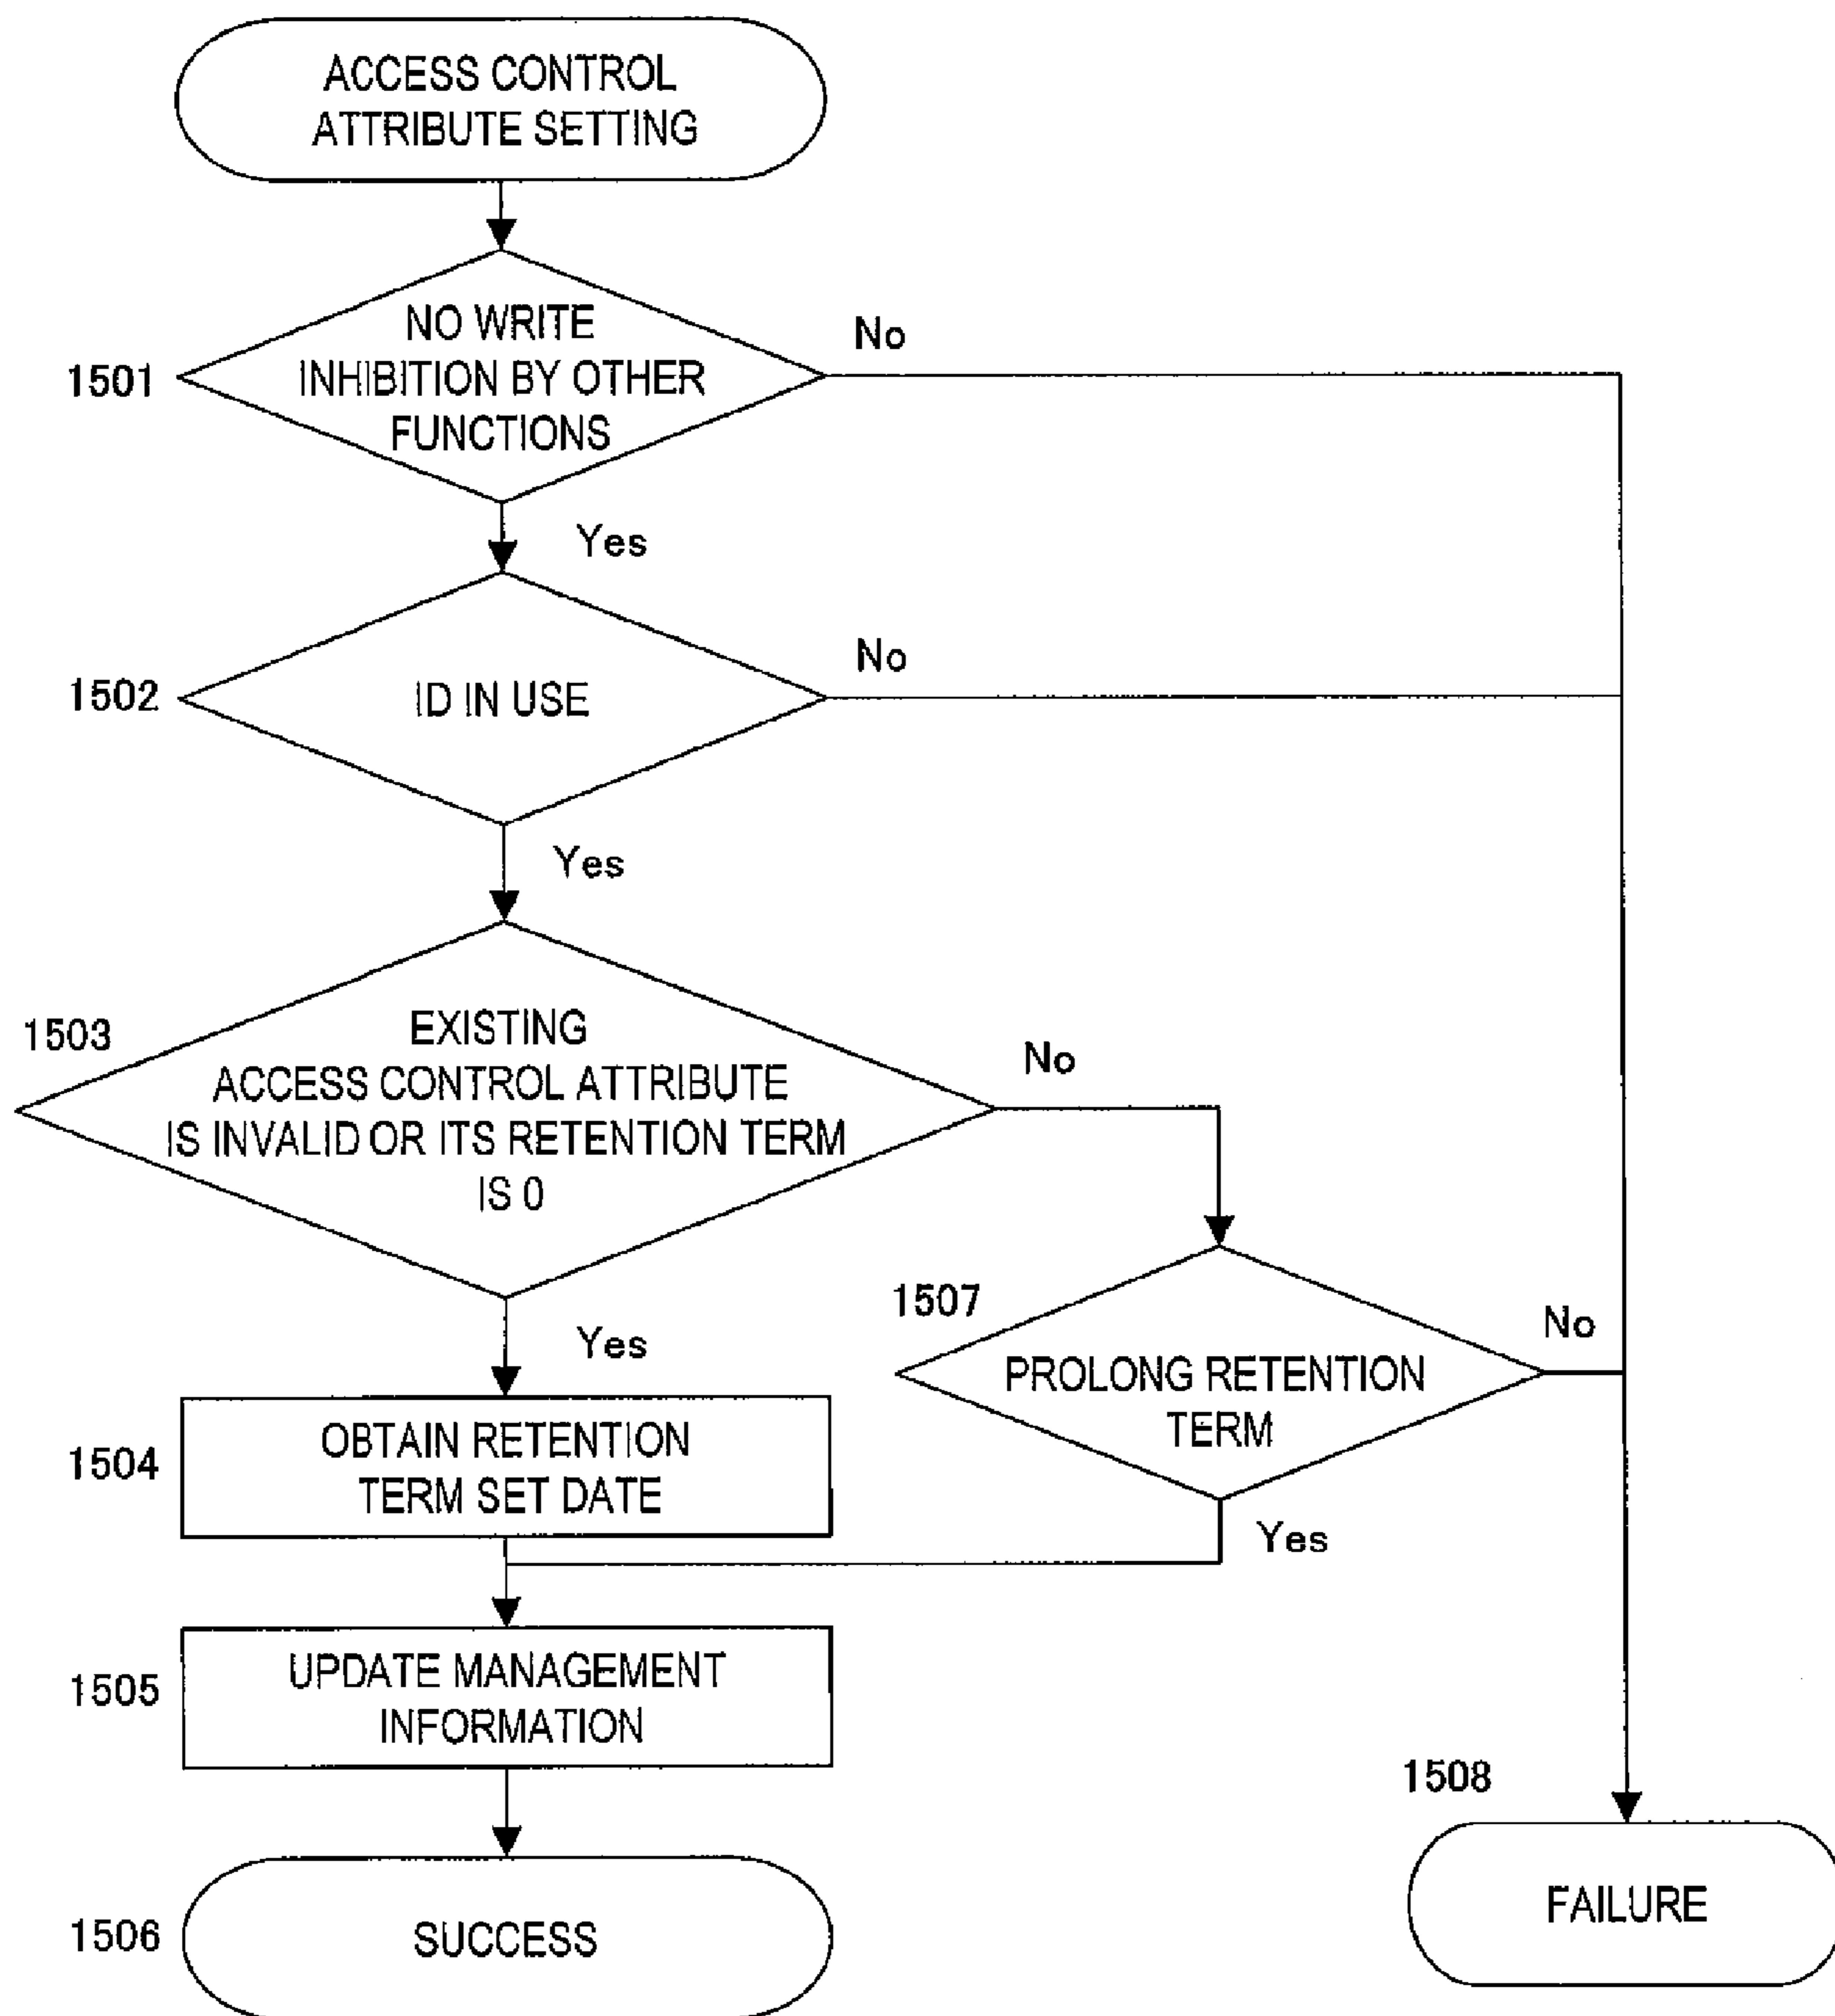 ACCESS CONTROL
ATTRIBUTE SETTING
1501
NO WRITE
INHIBITION BY OTHER
FUNCTIONS
No
Yes
1502
ID IN USE
No
Yes
1503
EXISTING
ACCESS CONTROL ATTRIBUTE
IS INVALID OR ITS RETENTION TERM
IS 0
No
Yes
1507
PROLONG RETENTION
TERM
No
Yes
1504
OBTAIN RETENTION
TERM SET DATE
1505
UPDATE MANAGEMENT
INFORMATION
1506
SUCCESS
1508
FAILURE